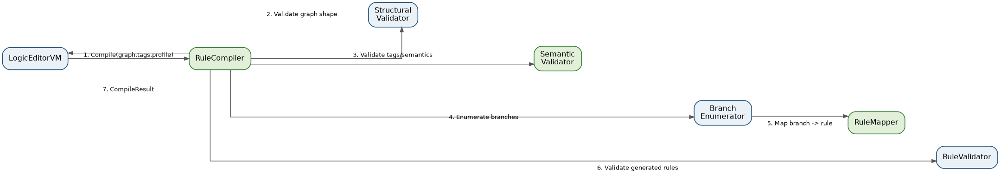 Structural
Validator
2. Validate graph shape
LogicEditorVM
1. Compile(graph,tags,profile)
RuleCompiler
3. Validate tags/semantics
Semantic
Validator
7. CompileResult
4. Enumerate branches
Branch
Enumerator
5. Map branch -> rule
RuleMapper
RuleValidator
6. Validate generated rules